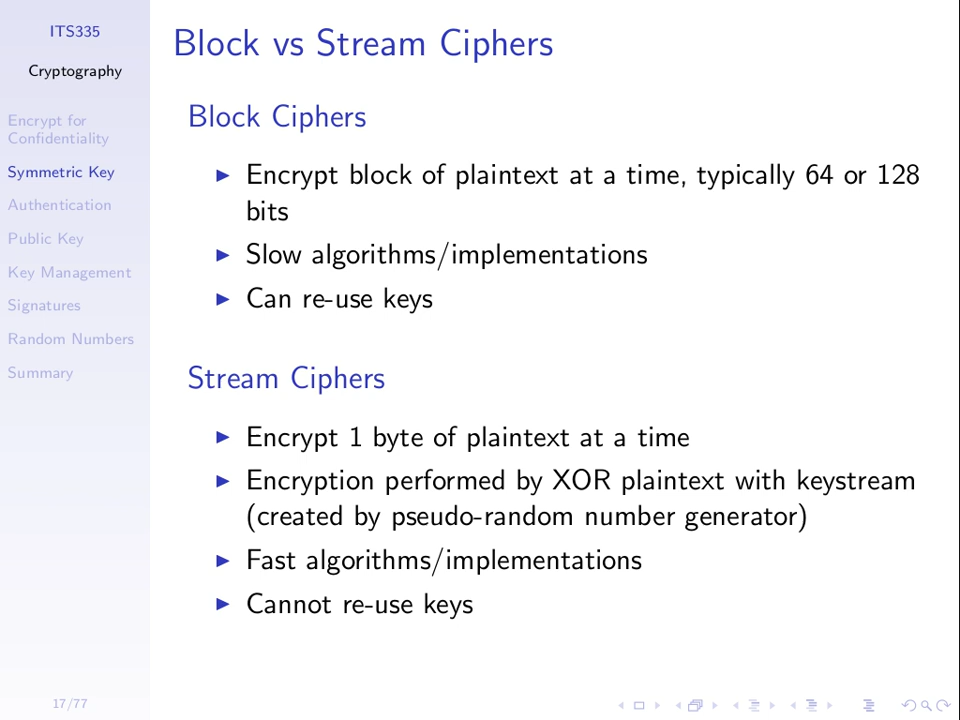 ITS335
Cryptography
Encrypt for
Confidentiality
Symmetric Key
Authentication
Public Key
Key Management
Signatures
Random Numbers
Summary
17/77
Block vs Stream Ciphers
Block Ciphers
Encrypt block of plaintext at a time, typically 64 or 128
bits
Slow algorithms/implementations
Can re-use keys
Stream Ciphers
Encrypt 1 byte of plaintext at a time
Encryption performed by XOR plaintext with keystream
(created by pseudo-random number generator)
Fast algorithms/implementations
Cannot re-use keys